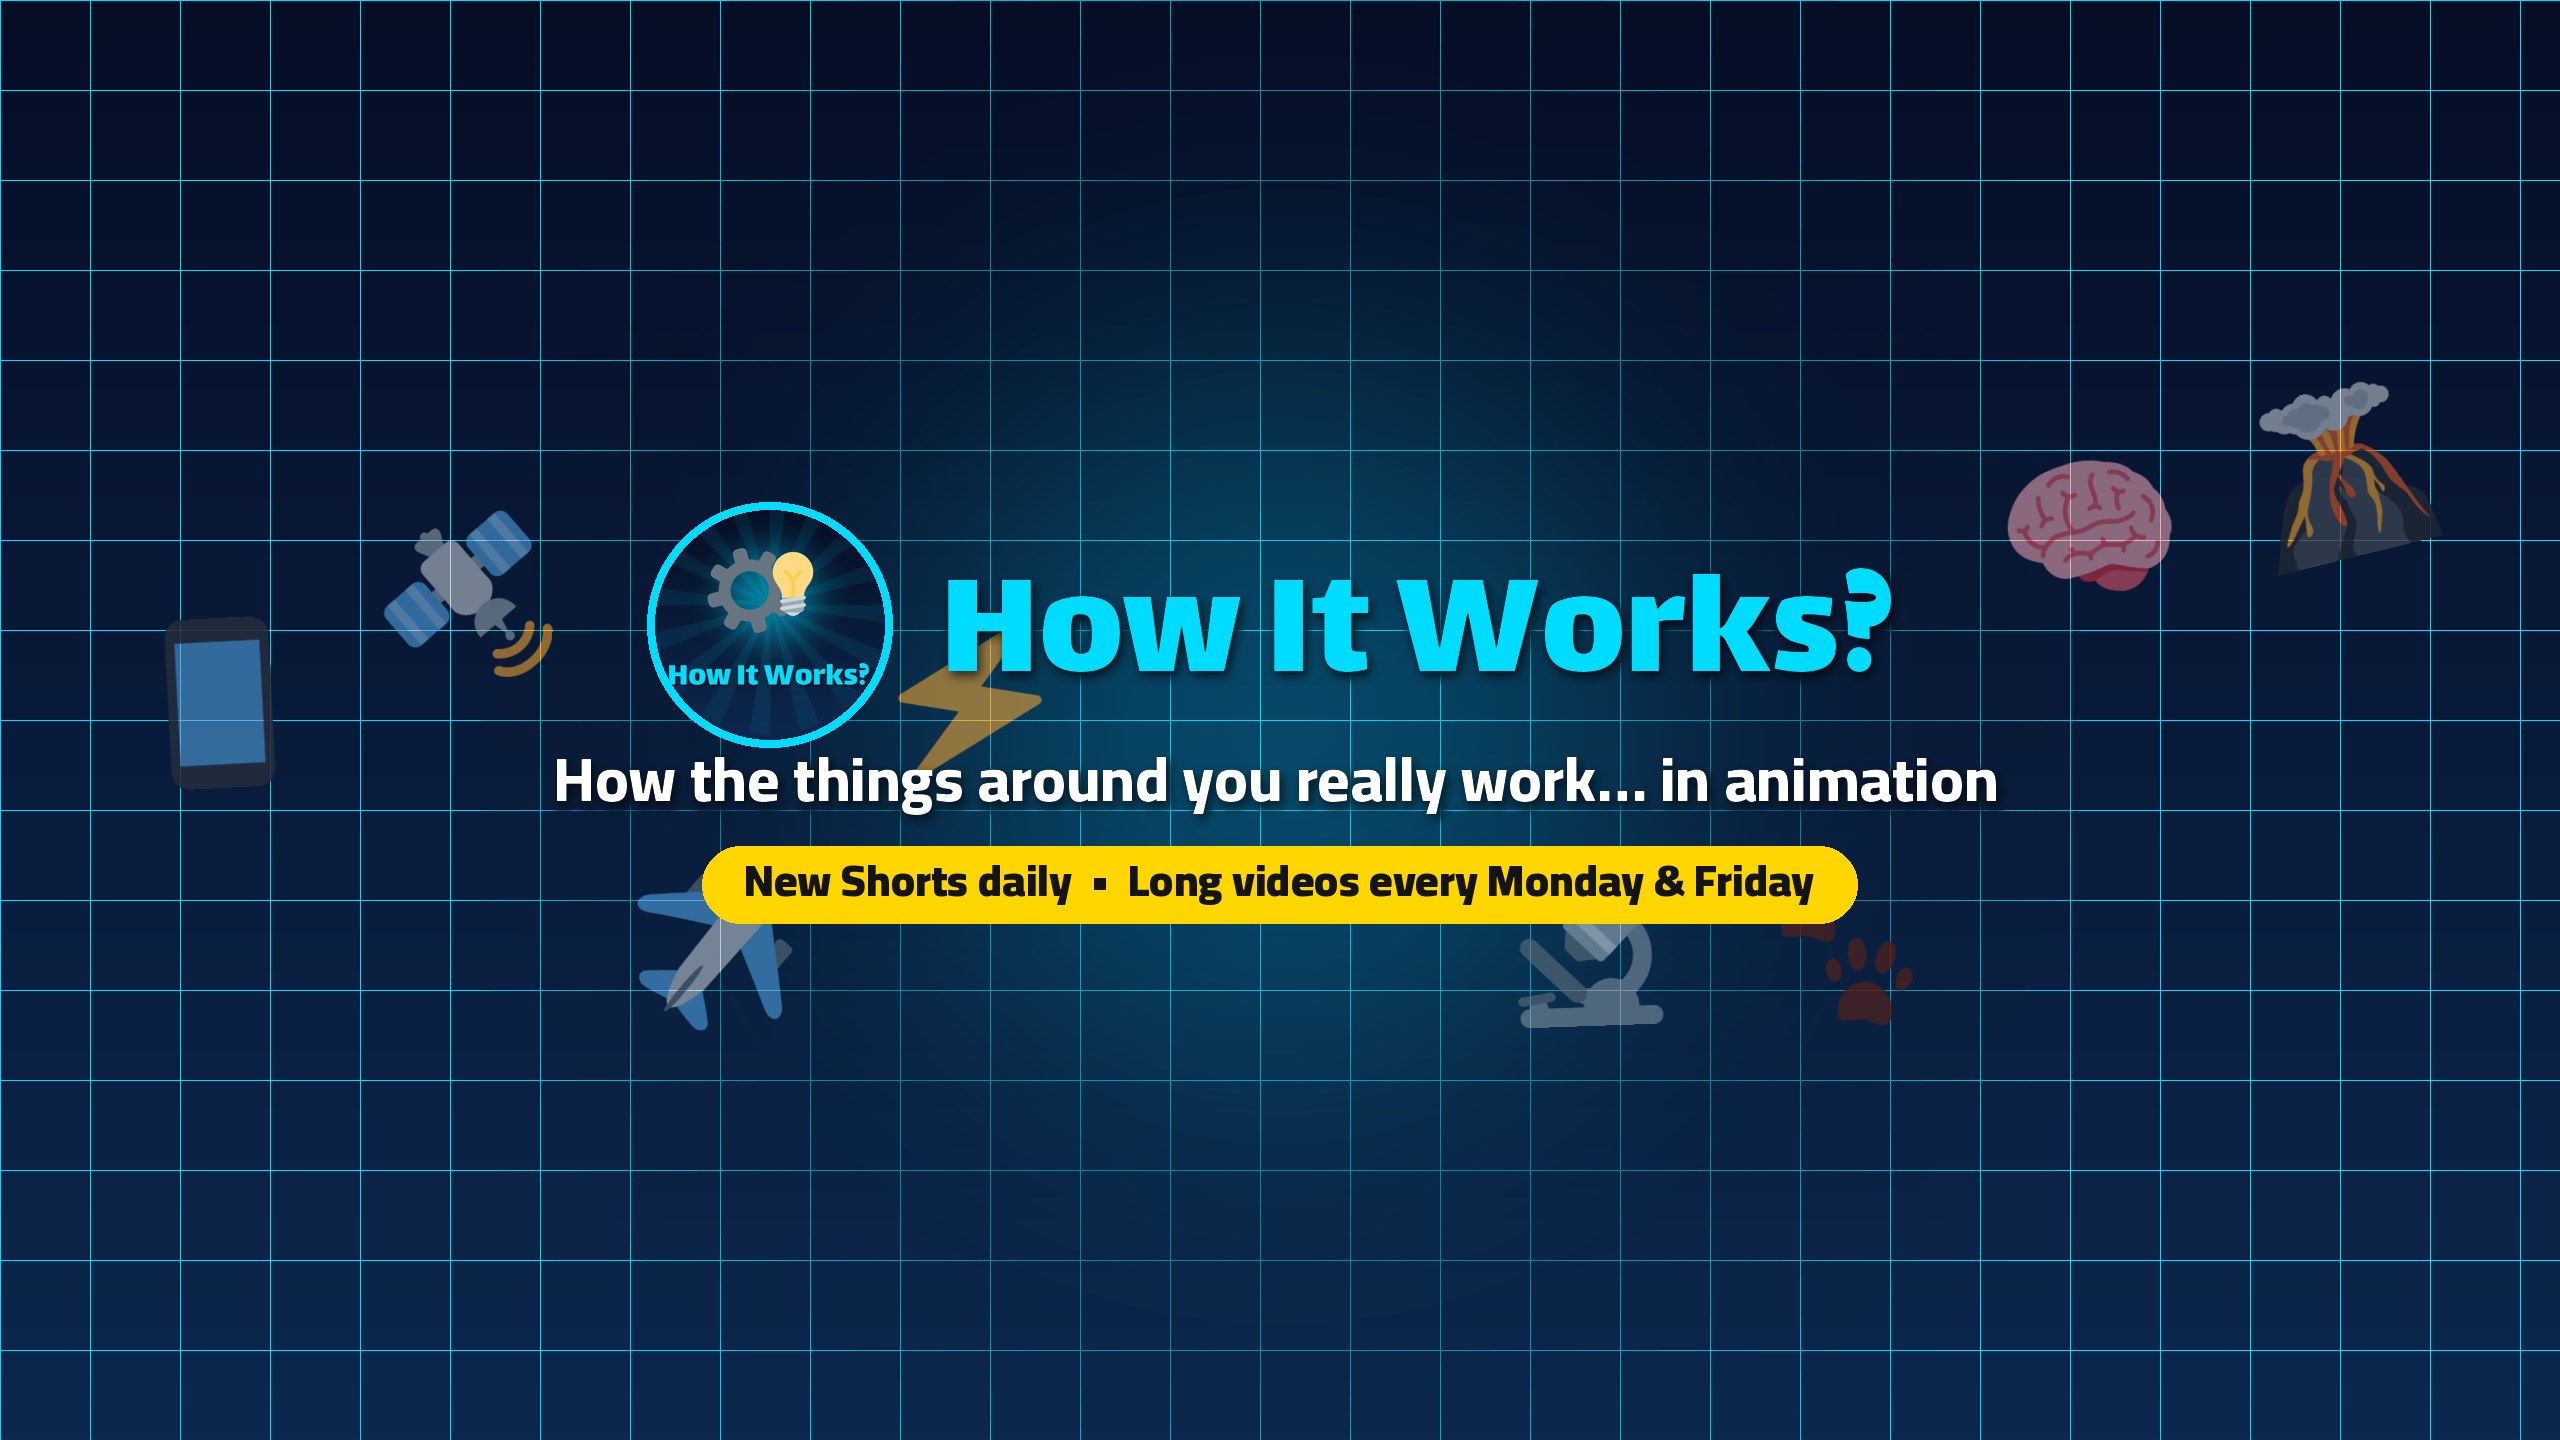 How It Works?
How It Works?
How the things around you really work... in animation
New Shorts daily ▪ Long videos every Monday & Friday